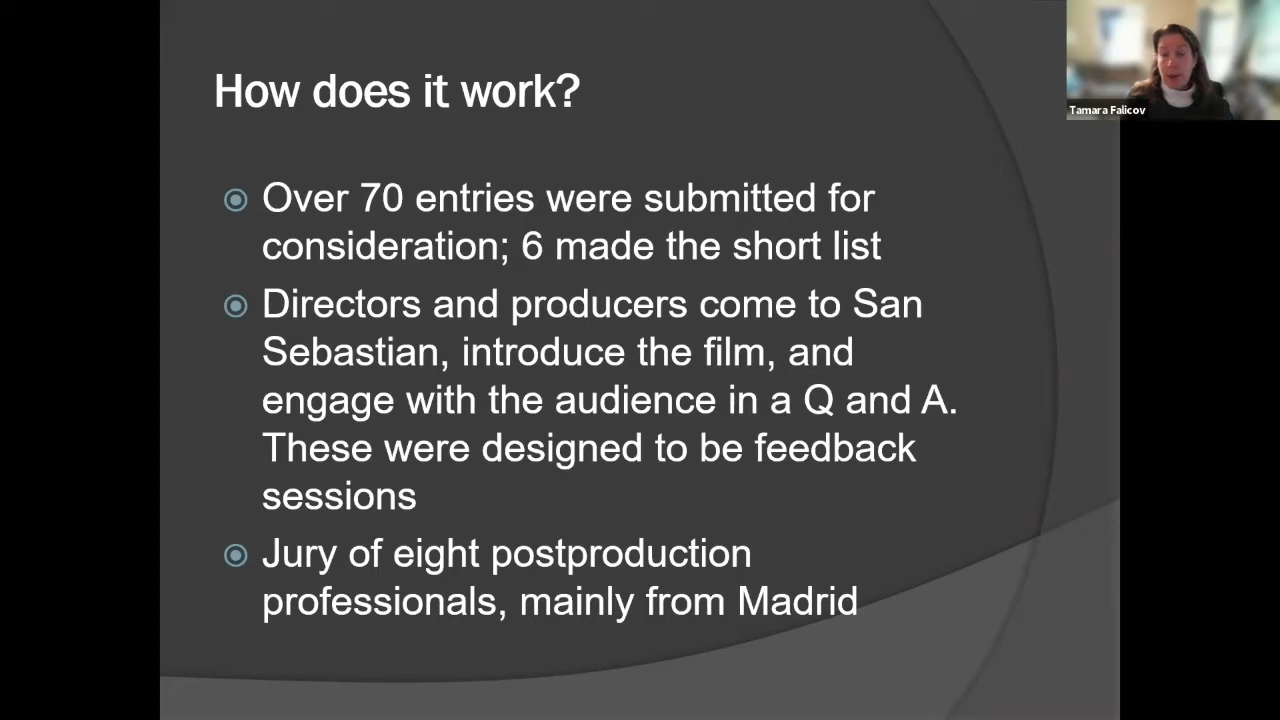 How does it work?
Over 70 entries were submitted for
consideration; 6 made the short list
Directors and producers come to San
Sebastian, introduce the film, and
engage with the audience in a Q and A.
These were designed to be feedback
sessions
Jury of eight postproduction
professionals, mainly from Madrid
Tamara Falicov